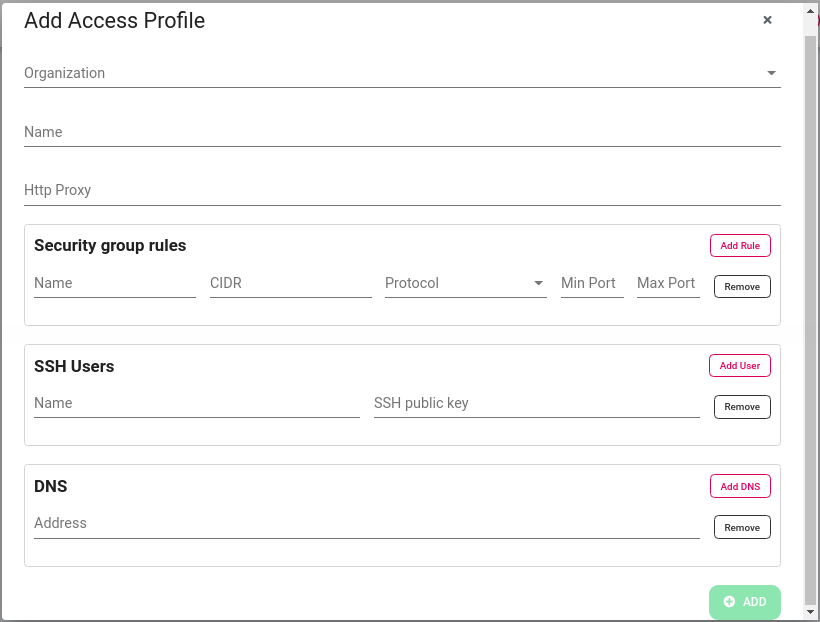 Add Access Profile ×
Organization
Name
Http Proxy
Security group rules Add Rule
Name CIDR Protocol Min Port Max Port Remove
SSH Users Add User
Name SSH public key Remove
DNS Add DNS
Address Remove
ADD